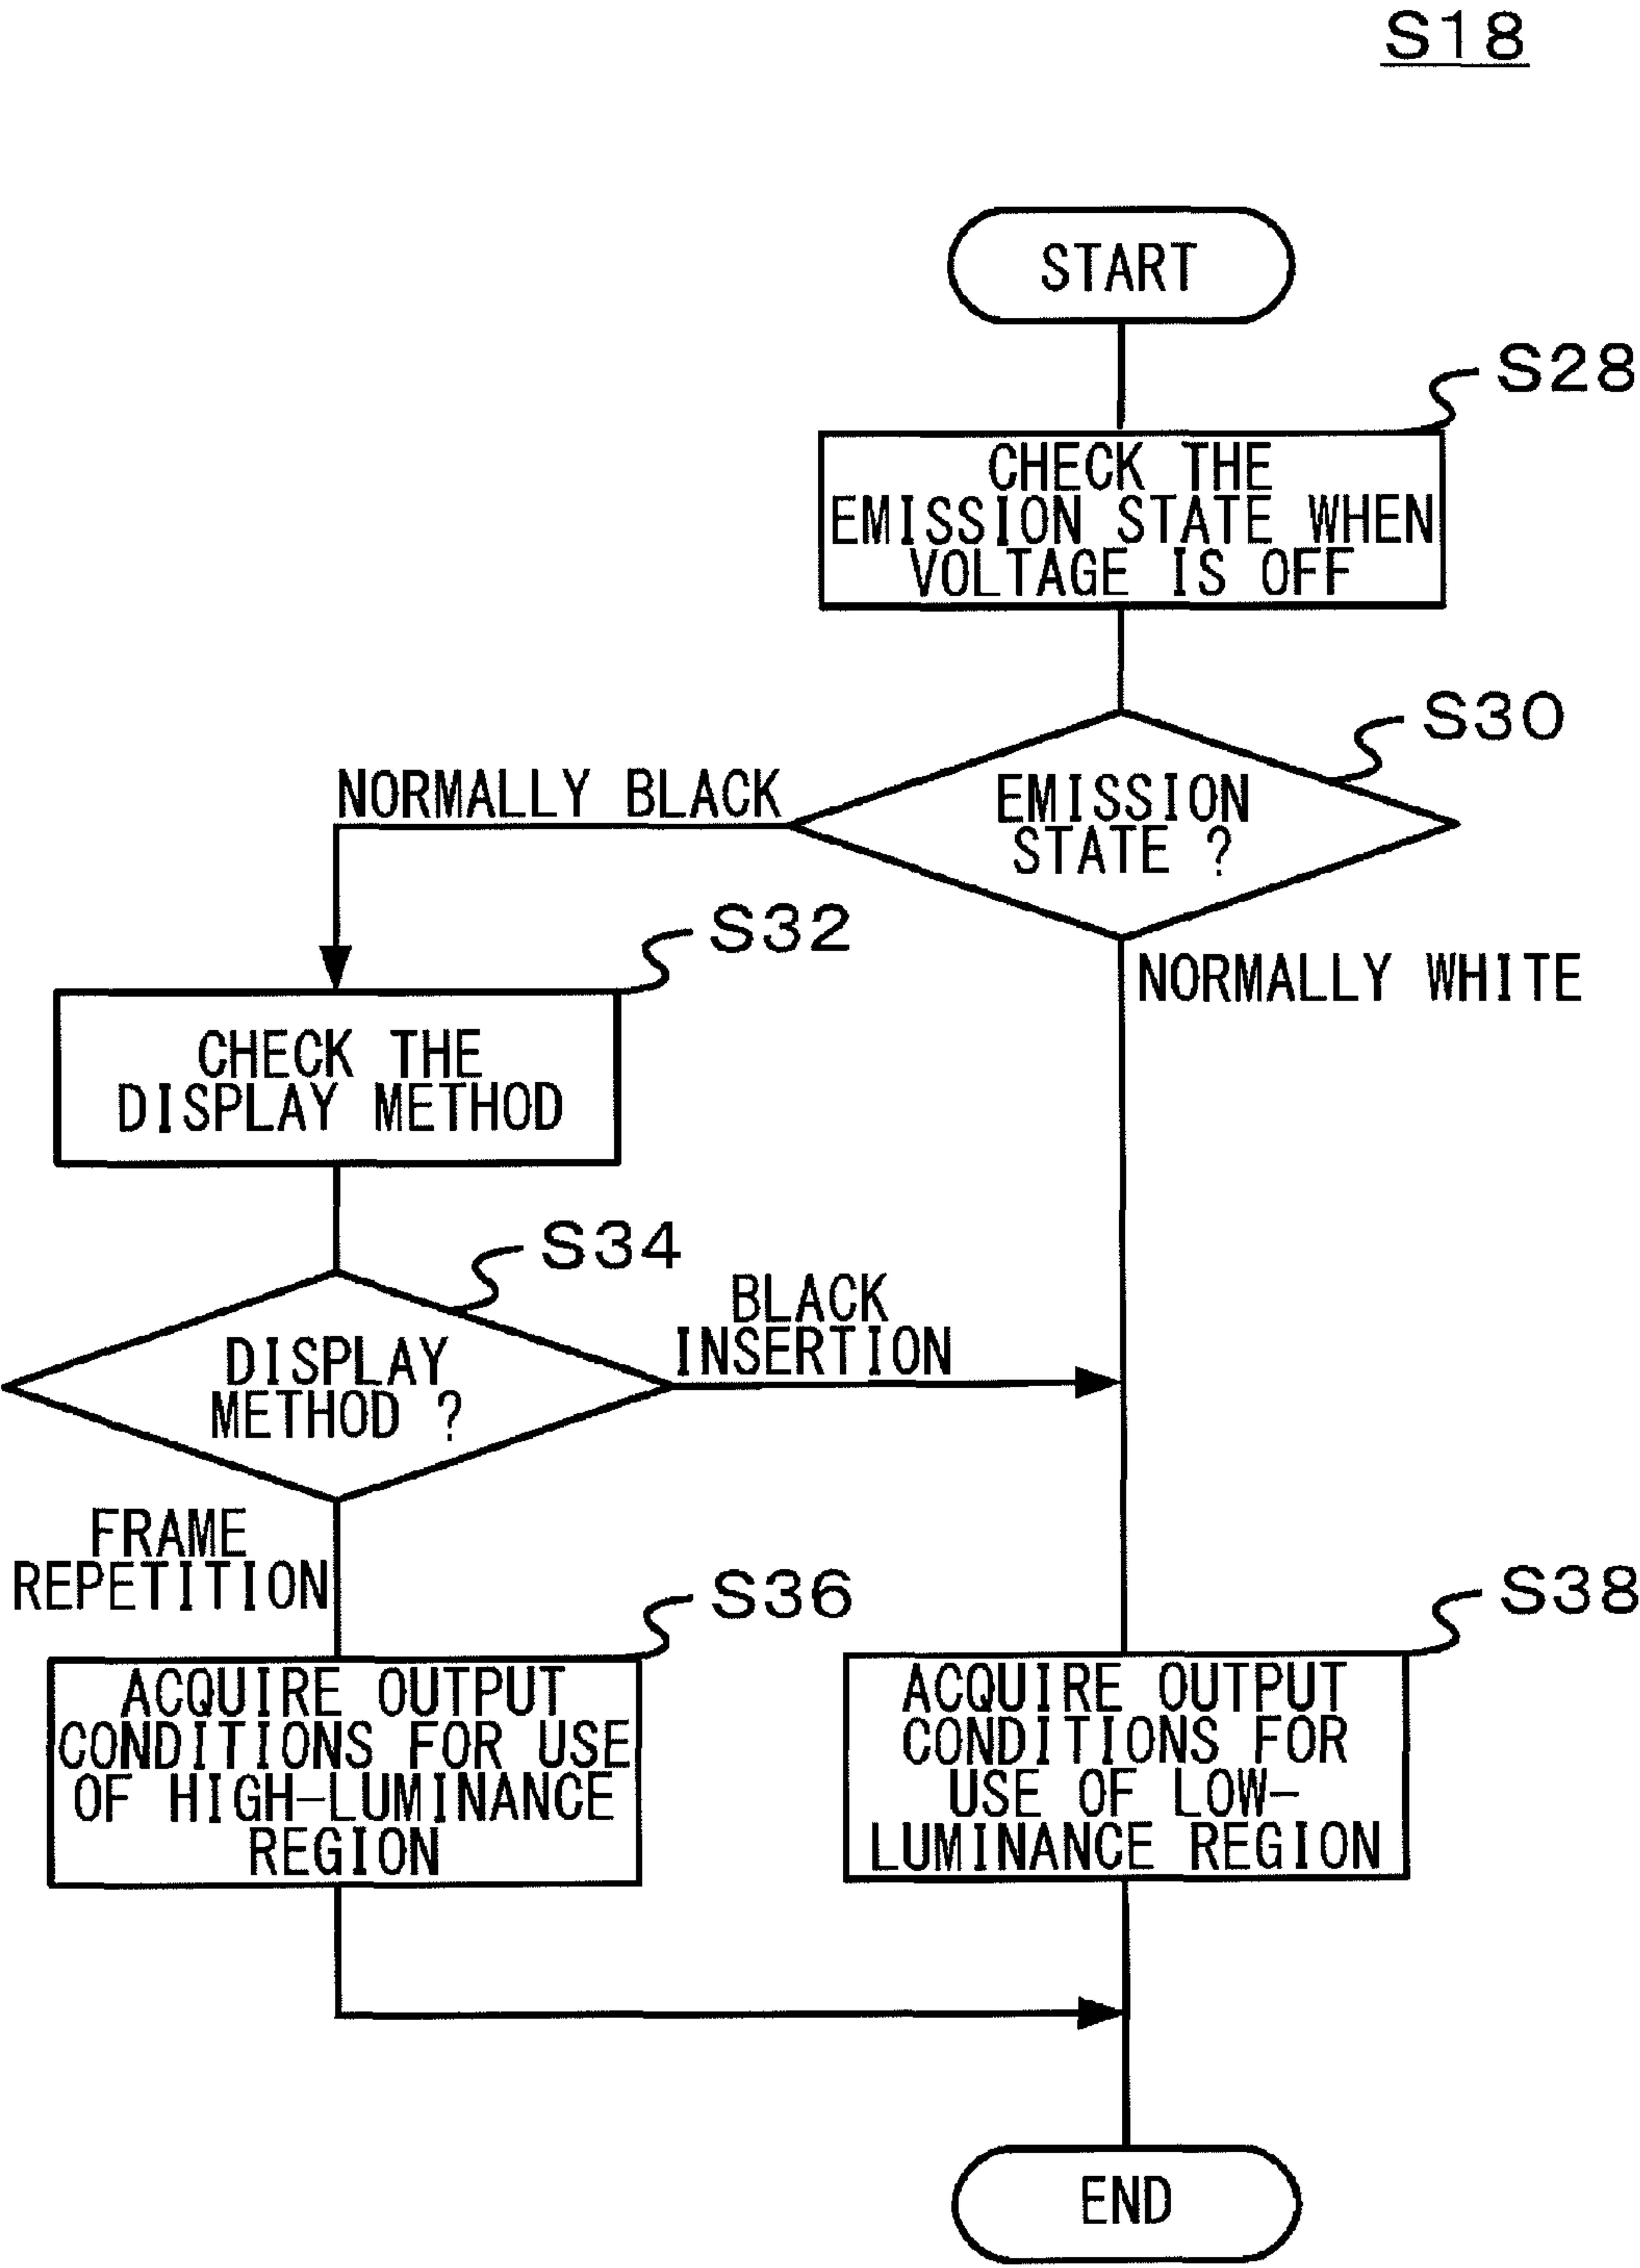 S18
START
S28
CHECK THE
EMISSION STATE WHEN
VOLTAGE IS OFF
S30
EMISSION
STATE ?
NORMALLY BLACK
NORMALLY WHITE
S32
CHECK THE
DISPLAY METHOD
S34
DISPLAY
METHOD ?
BLACK
INSERTION
FRAME
REPETITION
S36
ACQUIRE OUTPUT
CONDITIONS FOR USE
OF HIGH-LUMINANCE
REGION
S38
ACQUIRE OUTPUT
CONDITIONS FOR
USE OF LOW-
LUMINANCE REGION
END